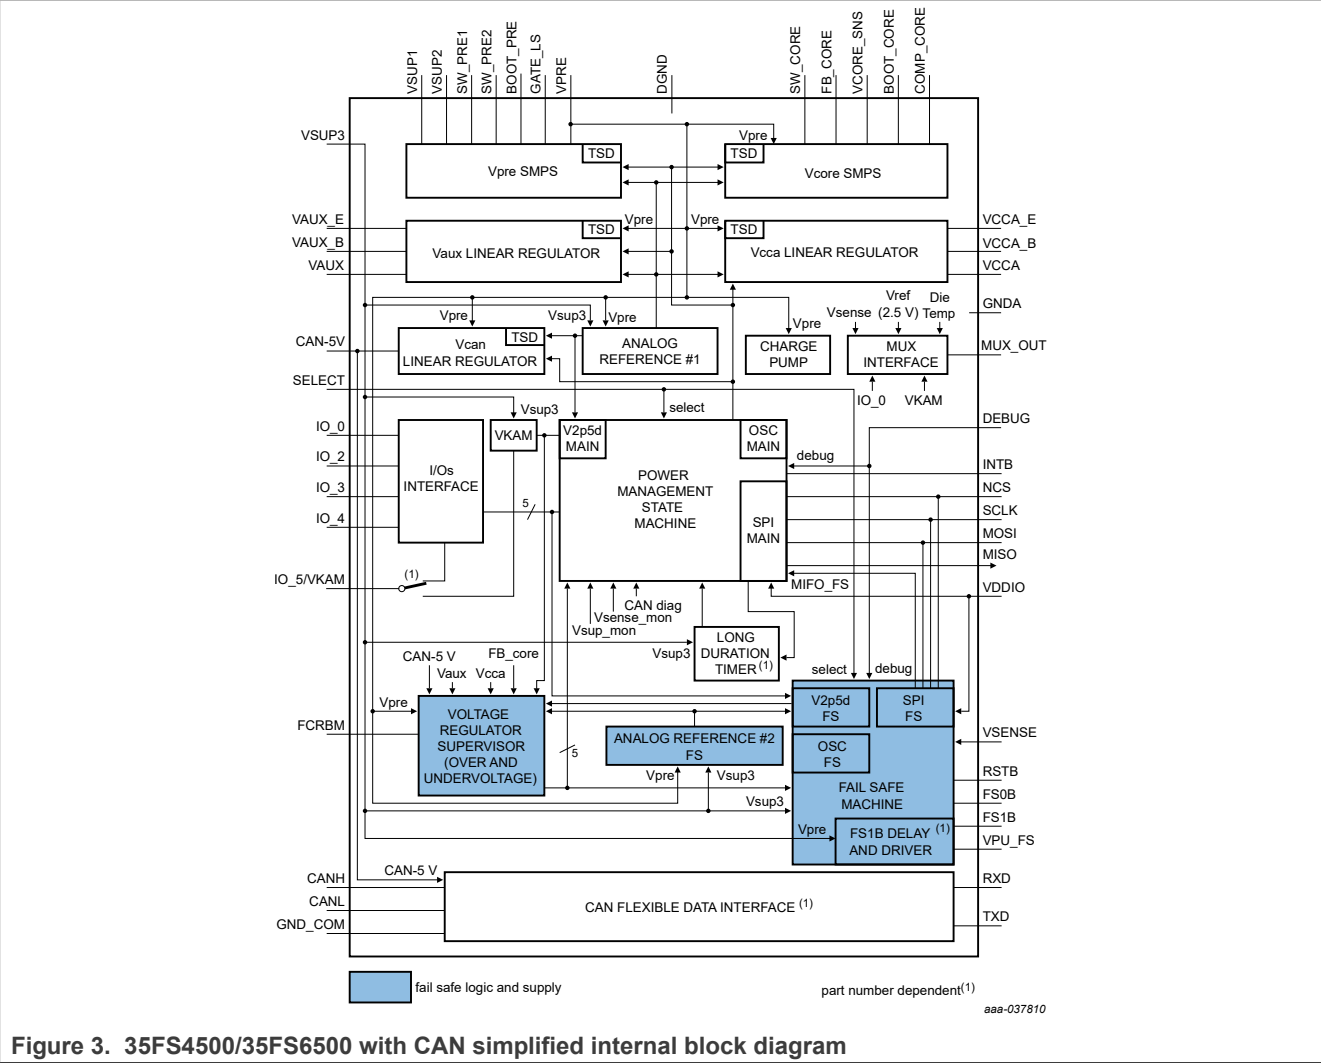 VSUP1
VSUP2
SW_PRE1
SW_PRE2
BOOT_PRE
GATE_LS
VPRE
DGND
SW_CORE
FB_CORE
VCORE_SNS
BOOT_CORE
COMP_CORE
VSUP3
Vpre
TSD
TSD
Vpre SMPS
Vcore SMPS
VAUX_E
VAUX_B
VAUX
TSD
Vpre
Vpre
TSD
Vaux LINEAR REGULATOR
Vcca LINEAR REGULATOR
VCCA_E
VCCA_B
VCCA
GNDA
Vpre
Vsup3
Vpre
Vpre
Vsense
Vref
(2.5 V)
Die
Temp
CAN-5V
TSD
Vcan
LINEAR REGULATOR
ANALOG
REFERENCE #1
CHARGE
PUMP
MUX
INTERFACE
MUX_OUT
SELECT
select
IO_0
VKAM
Vsup3
IO_0
IO_2
IO_3
IO_4
I/Os
INTERFACE
VKAM
V2p5d
MAIN
OSC
MAIN
POWER
MANAGEMENT
STATE
MACHINE
SPI
MAIN
5
debug
DEBUG
INTB
NCS
SCLK
MOSI
MISO
VDDIO
MIFO_FS
IO_5/VKAM
(1)
CAN diag
Vsense_mon
Vsup_mon
Vsup3
LONG
DURATION
TIMER (1)
CAN-5 V
FB_core
Vaux
Vcca
Vpre
select
debug
FCRBM
VOLTAGE
REGULATOR
SUPERVISOR
(OVER AND
UNDERVOLTAGE)
5
ANALOG REFERENCE #2
FS
Vpre
Vsup3
Vsup3
V2p5d
FS
SPI
FS
OSC
FS
FAIL SAFE
MACHINE
Vpre
FS1B DELAY (1)
AND DRIVER
VSENSE
RSTB
FS0B
FS1B
VPU_FS
CAN-5 V
CANH
CANL
GND_COM
CAN FLEXIBLE DATA INTERFACE (1)
RXD
TXD
fail safe logic and supply
part number dependent(1)
aaa-037810
Figure 3. 35FS4500/35FS6500 with CAN simplified internal block diagram